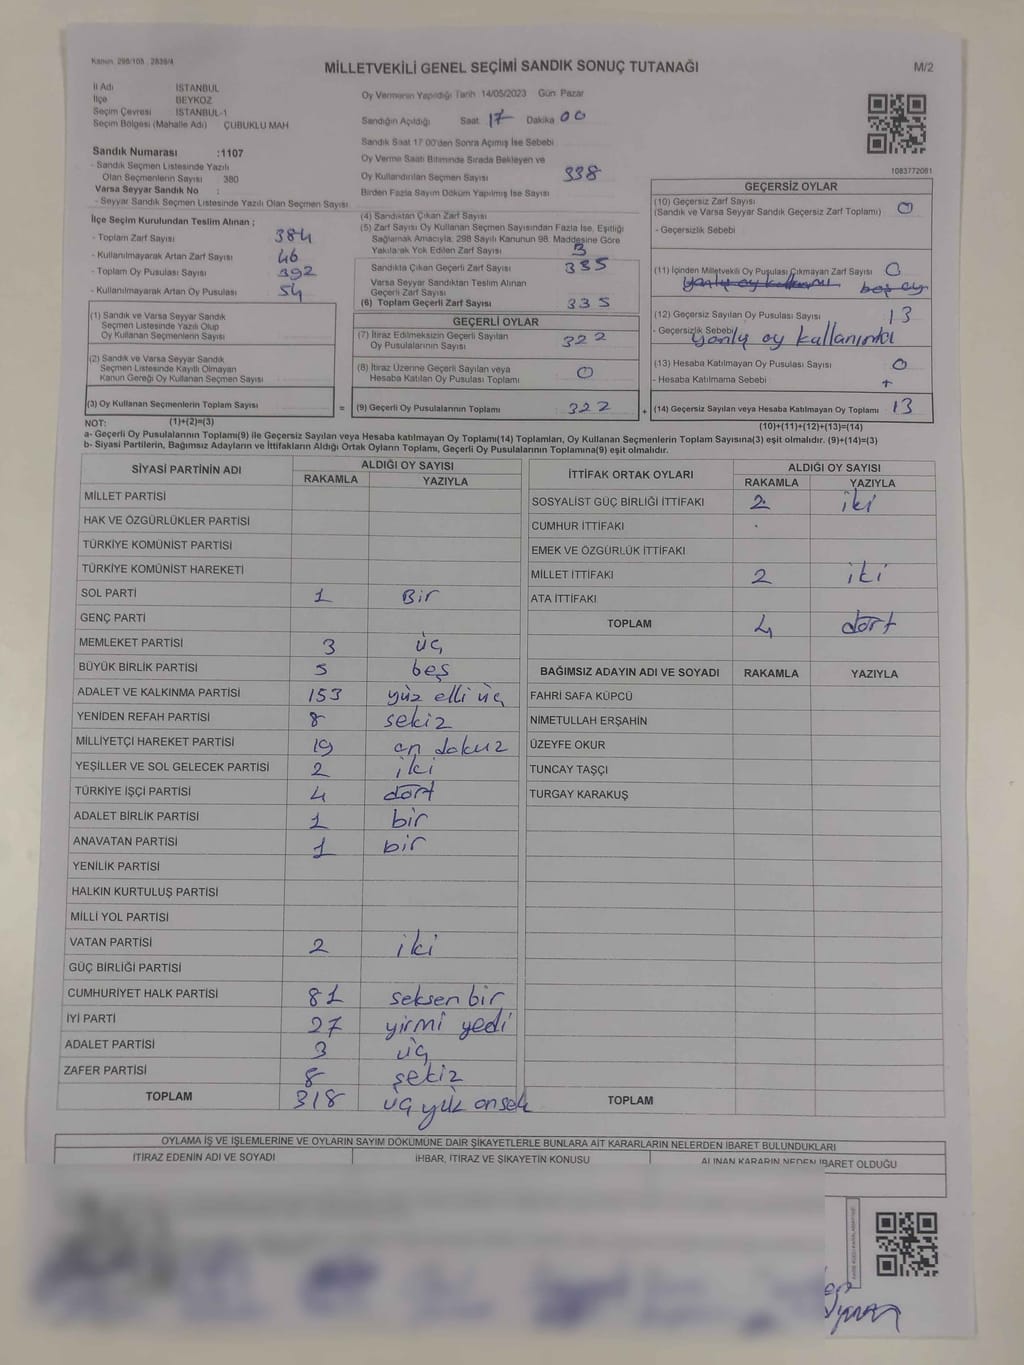 Kanun: 298/105 , 2839/4
MİLLETVEKİLİ GENEL SEÇİMİ SANDIK SONUÇ TUTANAĞI
M/2
İl Adı İSTANBUL
İlçe BEYKOZ
Seçim Çevresi İSTANBUL-1
Seçim Bölgesi (Mahalle Adı) ÇUBUKLU MAH
Sandık Numarası :1107
- Sandık Seçmen Listesinde Yazılı
Olan Seçmenlerin Sayısı 380
Varsa Seyyar Sandık No :
- Seyyar Sandık Seçmen Listesinde Yazılı Olan Seçmen Sayısı
Oy Vermenin Yapıldığı Tarih 14/05/2023 Gün: Pazar
Sandığın Açıldığı Saat 17 Dakika 00
Sandık Saat 17:00'den Sonra Açılmış İse Sebebi
Oy Verme Saati Bitiminde Sırada Bekleyen ve
Oy Kullandırılan Seçmen Sayısı 338
Birden Fazla Sayım Döküm Yapılmış İse Sayısı
1083772081
İlçe Seçim Kurulundan Teslim Alınan ;
- Toplam Zarf Sayısı 384
- Kullanılmayarak Artan Zarf Sayısı 46
- Toplam Oy Pusulası Sayısı 392
- Kullanılmayarak Artan Oy Pusulası 54
(1) Sandık ve Varsa Seyyar Sandık
Seçmen Listesinde Yazılı Olup
Oy Kullanan Seçmenlerin Sayısı
(2) Sandık ve Varsa Seyyar Sandık
Seçmen Listesinde Kayıtlı Olmayan
Kanun Gereği Oy Kullanan Seçmen Sayısı
(3) Oy Kullanan Seçmenlerin Toplam Sayısı
(1)+(2)=(3)
=
(4) Sandıktan Çıkan Zarf Sayısı
(5) Zarf Sayısı Oy Kullanan Seçmen Sayısından Fazla İse, Eşitliği
Sağlamak Amacıyla, 298 Sayılı Kanunun 98. Maddesine Göre
Yakılarak Yok Edilen Zarf Sayısı 3
Sandıkta Çıkan Geçerli Zarf Sayısı 335
Varsa Seyyar Sandıktan Teslim Alınan
Geçerli Zarf Sayısı
(6) Toplam Geçerli Zarf Sayısı 335
GEÇERLİ OYLAR
(7) İtiraz Edilmeksizin Geçerli Sayılan
Oy Pusulalarının Sayısı 322
(8) İtiraz Üzerine Geçerli Sayılan veya
Hesaba Katılan Oy Pusulası Toplamı 0
(9) Geçerli Oy Pusulalarının Toplamı 322
+
GEÇERSİZ OYLAR
(10) Geçersiz Zarf Sayısı
(Sandık ve Varsa Seyyar Sandık Geçersiz Zarf Toplamı) 0
- Geçersizlik Sebebi
(11) İçinden Milletvekili Oy Pusulası Çıkmayan Zarf Sayısı 0
(12) Geçersiz Sayılan Oy Pusulası Sayısı 13
- Geçersizlik Sebebi yanlış oy kullanımı
(13) Hesaba Katılmayan Oy Pusulası Sayısı 0
- Hesaba Katılmama Sebebi +
(14) Geçersiz Sayılan veya Hesaba Katılmayan Oy Toplamı 13
(10)+(11)+(12)+(13)=(14)
NOT:
a- Geçerli Oy Pusulalarının Toplamı(9) ile Geçersiz Sayılan veya Hesaba katılmayan Oy Toplamı(14) Toplamları, Oy Kullanan Seçmenlerin Toplam Sayısına(3) eşit olmalıdır. (9)+(14)=(3)
b- Siyasi Partilerin, Bağımsız Adayların ve İttifakların Aldığı Ortak Oyların Toplamı, Geçerli Oy Pusulalarının Toplamına(9) eşit olmalıdır.
SİYASİ PARTİNİN ADI ALDIĞI OY SAYISI
RAKAMLA YAZIYLA
MİLLET PARTİSİ
HAK VE ÖZGÜRLÜKLER PARTİSİ
TÜRKİYE KOMÜNİST PARTİSİ
TÜRKİYE KOMÜNİST HAREKETİ
SOL PARTİ 1 Bir
GENÇ PARTİ
MEMLEKET PARTİSİ 3 üç
BÜYÜK BİRLİK PARTİSİ 5 beş
ADALET VE KALKINMA PARTİSİ 153 yüz elli üç
YENİDEN REFAH PARTİSİ 8 sekiz
MİLLİYETÇİ HAREKET PARTİSİ 19 on dokuz
YEŞİLLER VE SOL GELECEK PARTİSİ 2 iki
TÜRKİYE İŞÇİ PARTİSİ 4 dört
ADALET BİRLİK PARTİSİ 1 bir
ANAVATAN PARTİSİ 1 bir
YENİLİK PARTİSİ
HALKIN KURTULUŞ PARTİSİ
MİLLİ YOL PARTİSİ
VATAN PARTİSİ 2 iki
GÜÇ BİRLİĞİ PARTİSİ
CUMHURİYET HALK PARTİSİ 81 seksen bir
İYİ PARTİ 27 yirmi yedi
ADALET PARTİSİ 3 üç
ZAFER PARTİSİ 8 sekiz
TOPLAM 318
İTTİFAK ORTAK OYLARI ALDIĞI OY SAYISI
RAKAMLA YAZIYLA
SOSYALİST GÜÇ BİRLİĞİ İTTİFAKI 2 iki
CUMHUR İTTİFAKI
EMEK VE ÖZGÜRLÜK İTTİFAKI
MİLLET İTTİFAKI 2 iki
ATA İTTİFAKI
TOPLAM 4 dört
BAĞIMSIZ ADAYIN ADI VE SOYADI RAKAMLA YAZIYLA
FAHRİ SAFA KÜPCÜ
NİMETULLAH ERŞAHİN
ÜZEYFE OKUR
TUNCAY TAŞÇI
TURGAY KARAKUŞ
TOPLAM
OYLAMA İŞ VE İŞLEMLERİNE VE OYLARIN SAYIM DÖKÜMÜNE DAİR ŞİKAYETLERLE BUNLARA AİT KARARLARIN NELERDEN İBARET BULUNDUKLARI
İTİRAZ EDENİN ADI VE SOYADI
İHBAR, İTİRAZ VE ŞİKAYETİN KONUSU
ALINAN KARARIN NEDEN İBARET OLDUĞU